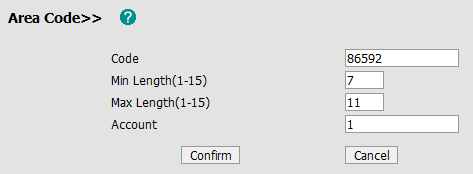 Area Code>> ?
Code 86592
Min Length(1-15) 7
Max Length(1-15) 11
Account 1
Confirm Cancel